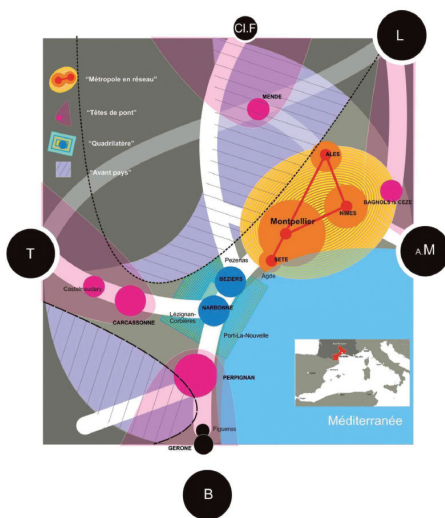 Cl.F
L
"Métropole en réseau"
"Têtes de pont"
"Quadrilatère"
"Avant pays"
MENDE
ALES
BAGNOLS /s CEZE
NIMES
Montpellier
SETE
Agde
Pezenas
BEZIERS
T
A.M
Castelnaudary
CARCASSONNE
Lézignan-
Corbières
NARBONNE
Port-La-Nouvelle
PERPIGNAN
Méditerranée
Figueres
GERONE
B